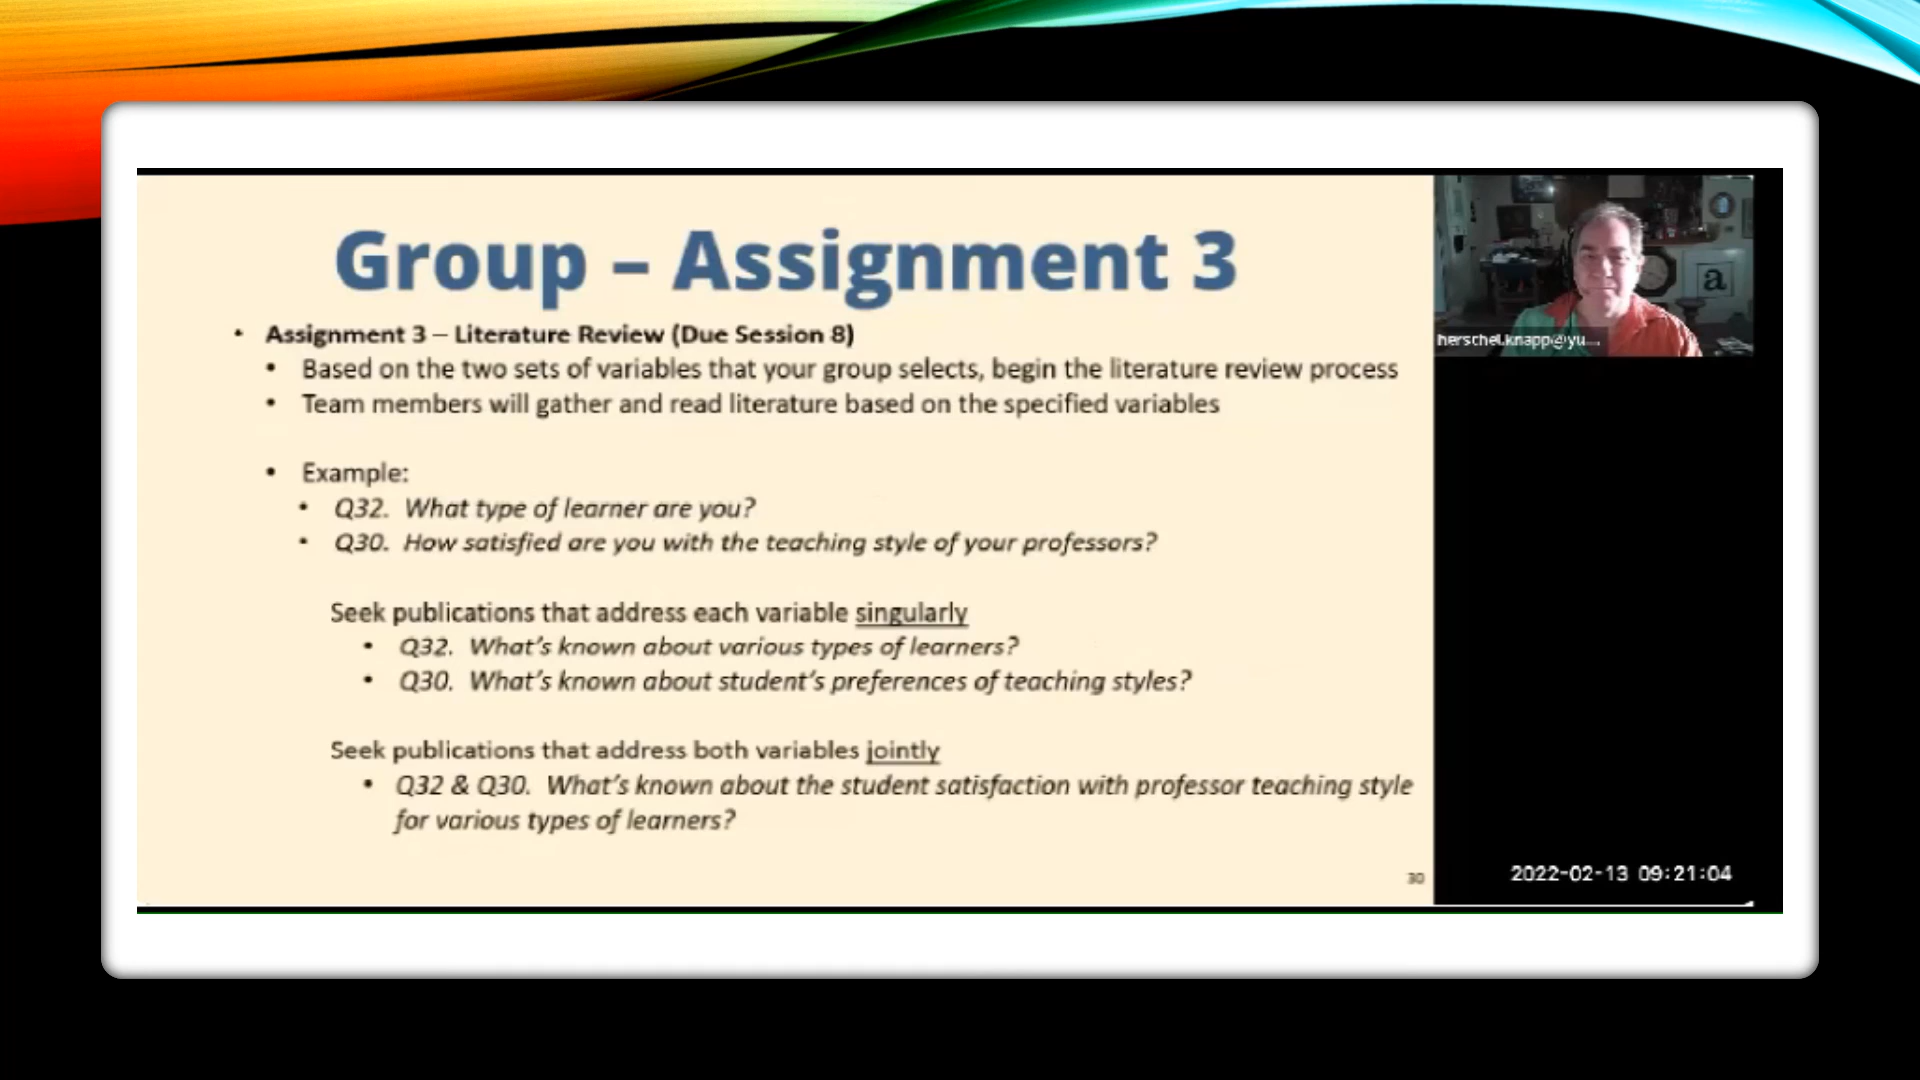 Group – Assignment 3
• Assignment 3 – Literature Review (Due Session 8)
• Based on the two sets of variables that your group selects, begin the literature review process
• Team members will gather and read literature based on the specified variables
• Example:
• Q32. What type of learner are you?
• Q30. How satisfied are you with the teaching style of your professors?
Seek publications that address each variable singularly
• Q32. What's known about various types of learners?
• Q30. What's known about student's preferences of teaching styles?
Seek publications that address both variables jointly
• Q32 & Q30. What's known about the student satisfaction with professor teaching style
for various types of learners?
30
a
herschel.knapp@yu...
2022-02-13 09:21:04